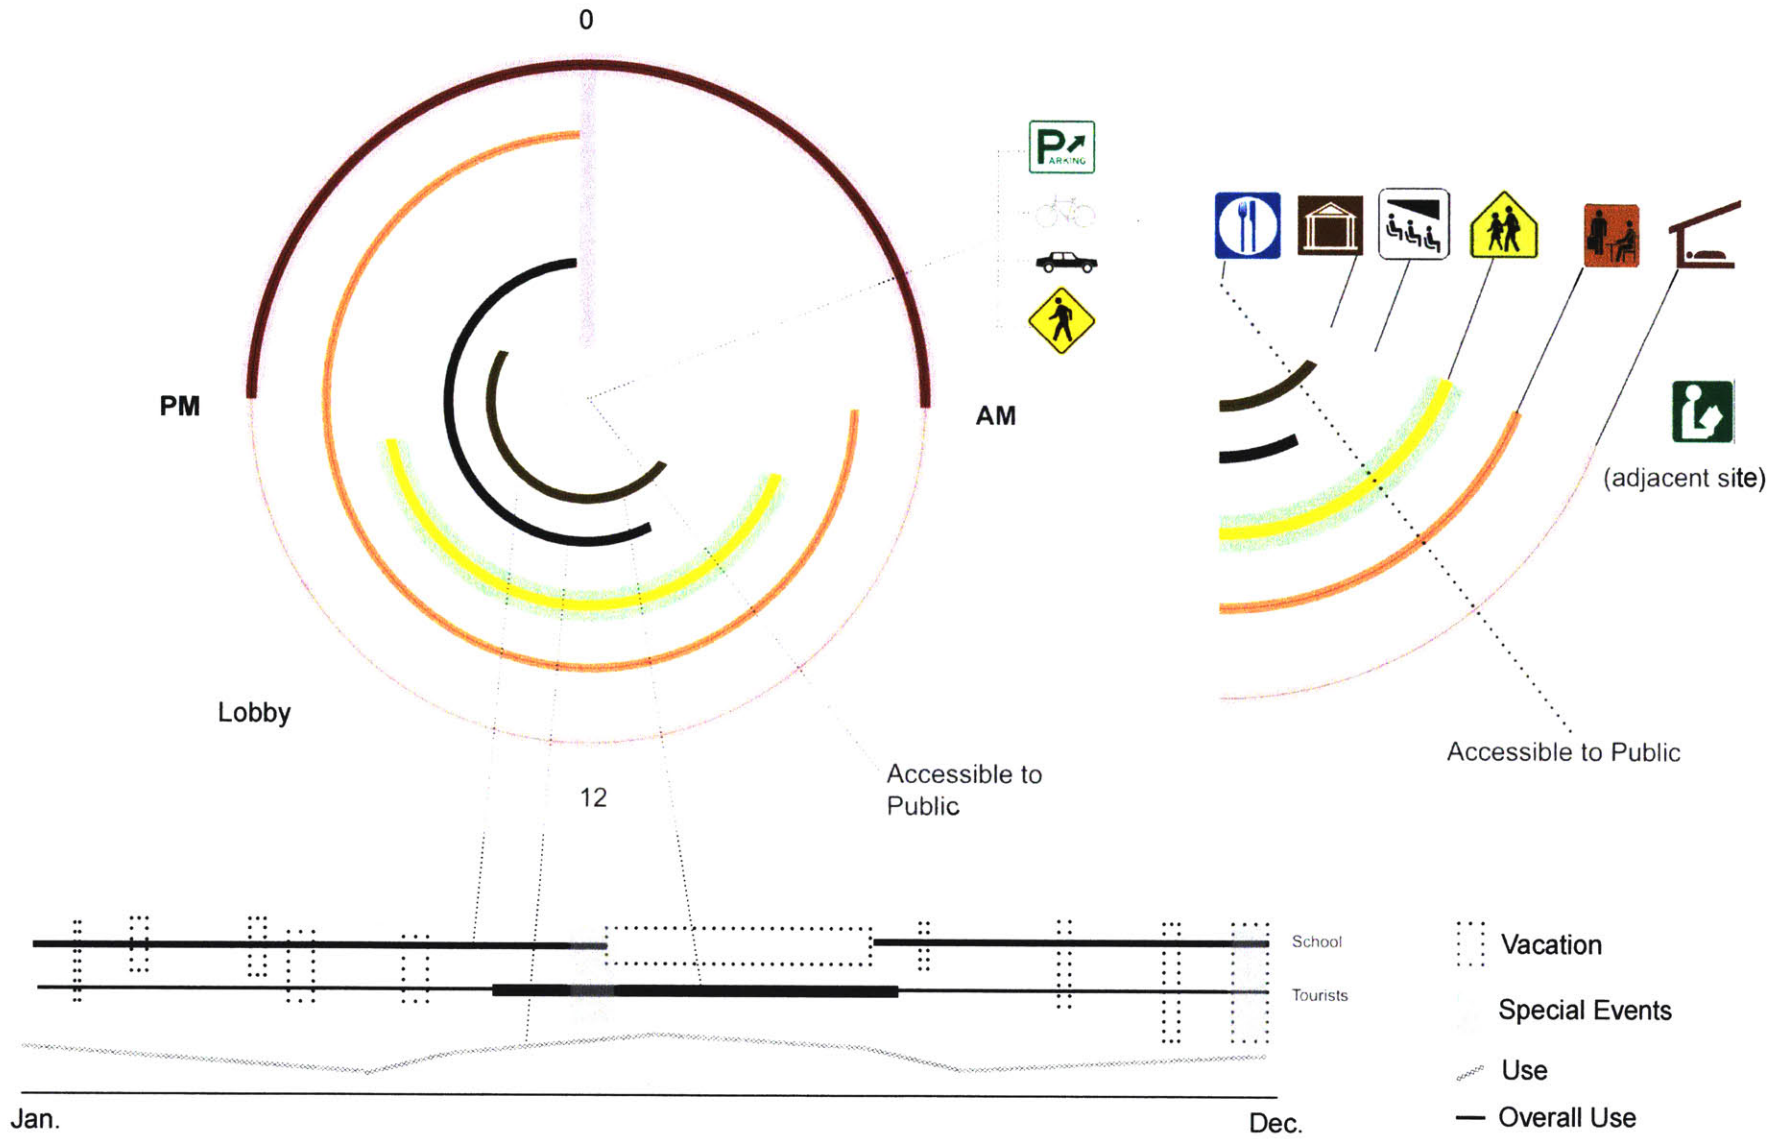 0
P
ARKING
PM
AM
(adjacent site)
Lobby
Accessible to Public
Accessible to
Public
12
School
Tourists
Vacation
Special Events
Use
Overall Use
Jan.
Dec.